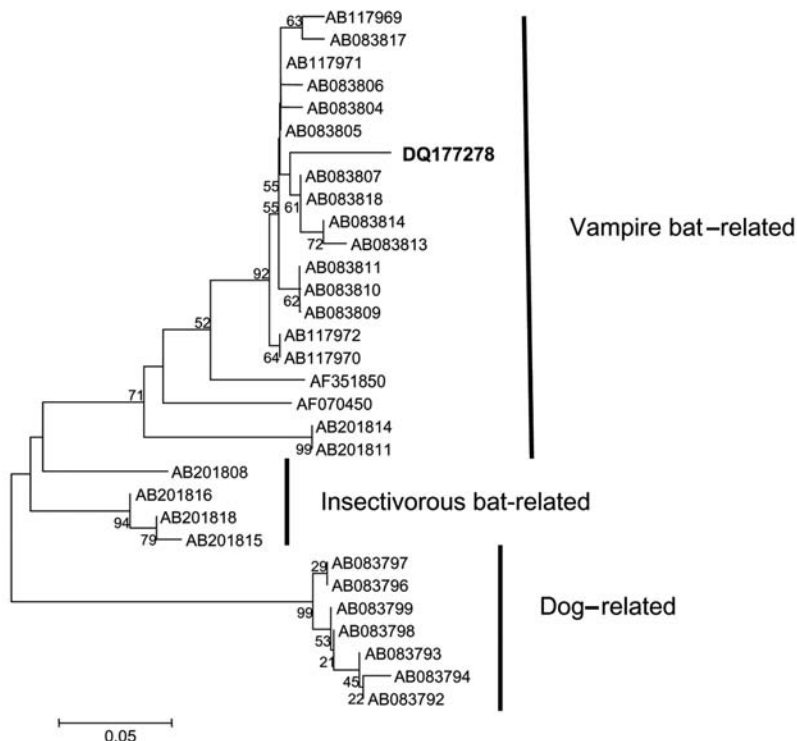 63
AB117969
AB083817
AB117971
AB083806
AB083804
AB083805
DQ177278
55
AB083807
55
61
AB083818
AB083814
72
AB083813
Vampire bat–related
92
AB083811
AB083810
62
AB083809
52
AB117972
64
AB117970
AF351850
71
AF070450
AB201814
99
AB201811
AB201808
AB201816
94
AB201818
79
AB201815
Insectivorous bat-related
29
AB083797
AB083796
99
AB083799
53
AB083798
21
AB083793
45
AB083794
22
AB083792
Dog–related
0.05